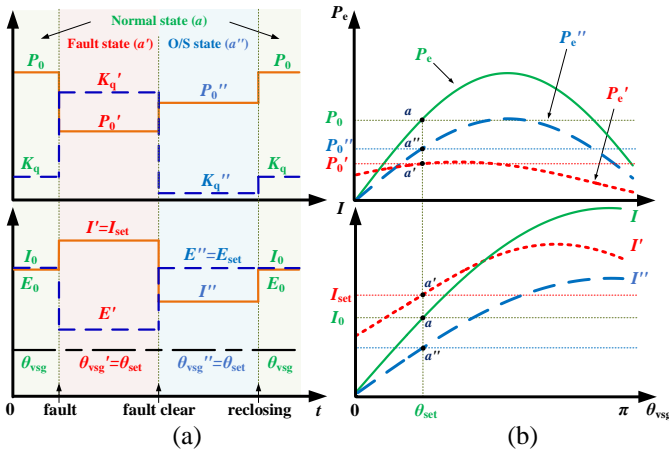 Normal state (a)
Fault state (a′) O/S state (a′′)
P₀ K_q′ P₀′′ P₀
P₀′
K_q K_q′′ K_q
I′=I_set
I₀ E′′=E_set I₀
E₀ I′′ E₀
E′
θ_vsg θ_vsg′=θ_set θ_vsg′′=θ_set θ_vsg
0 fault fault clear reclosing t
(a)
P_e
P_e P_e′′
P_e′
P₀ a
P₀′′ a′′
P₀′ a′
0
I I
I′
I′′
I_set a′
I₀ a
a′′
0 θ_set π θ_vsg
(b)